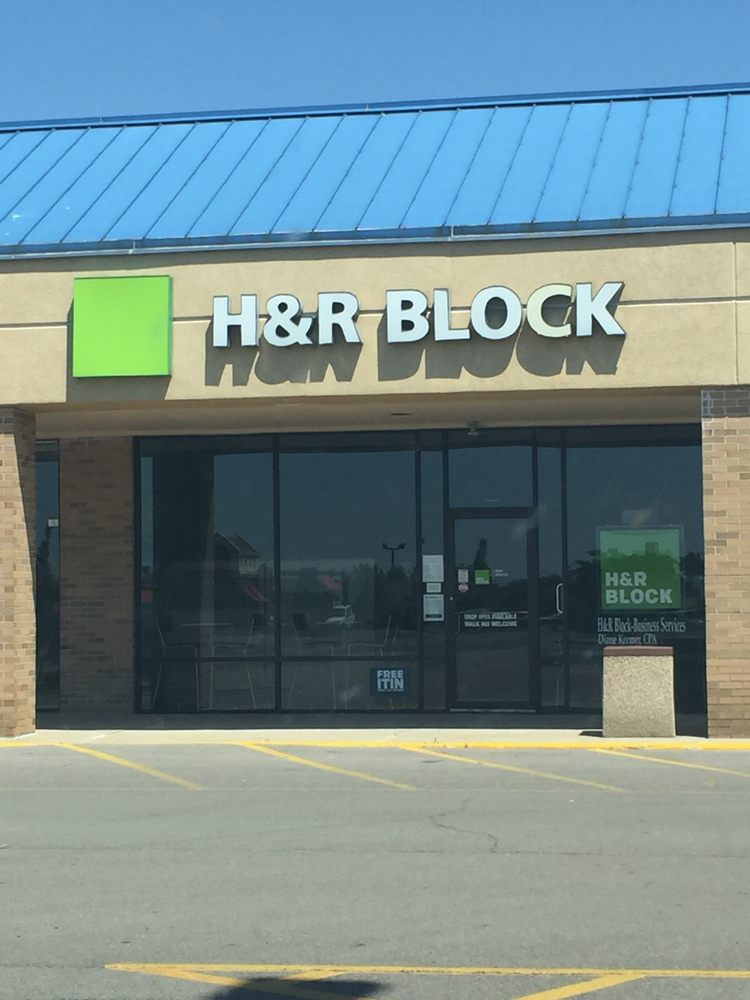 H&R BLOCK
H&R
BLOCK
H&R Block-Business Services
Diane Kremer, CPA
DROP OFFS AVAILABLE
WALK INS WELCOME
FREE
ITIN